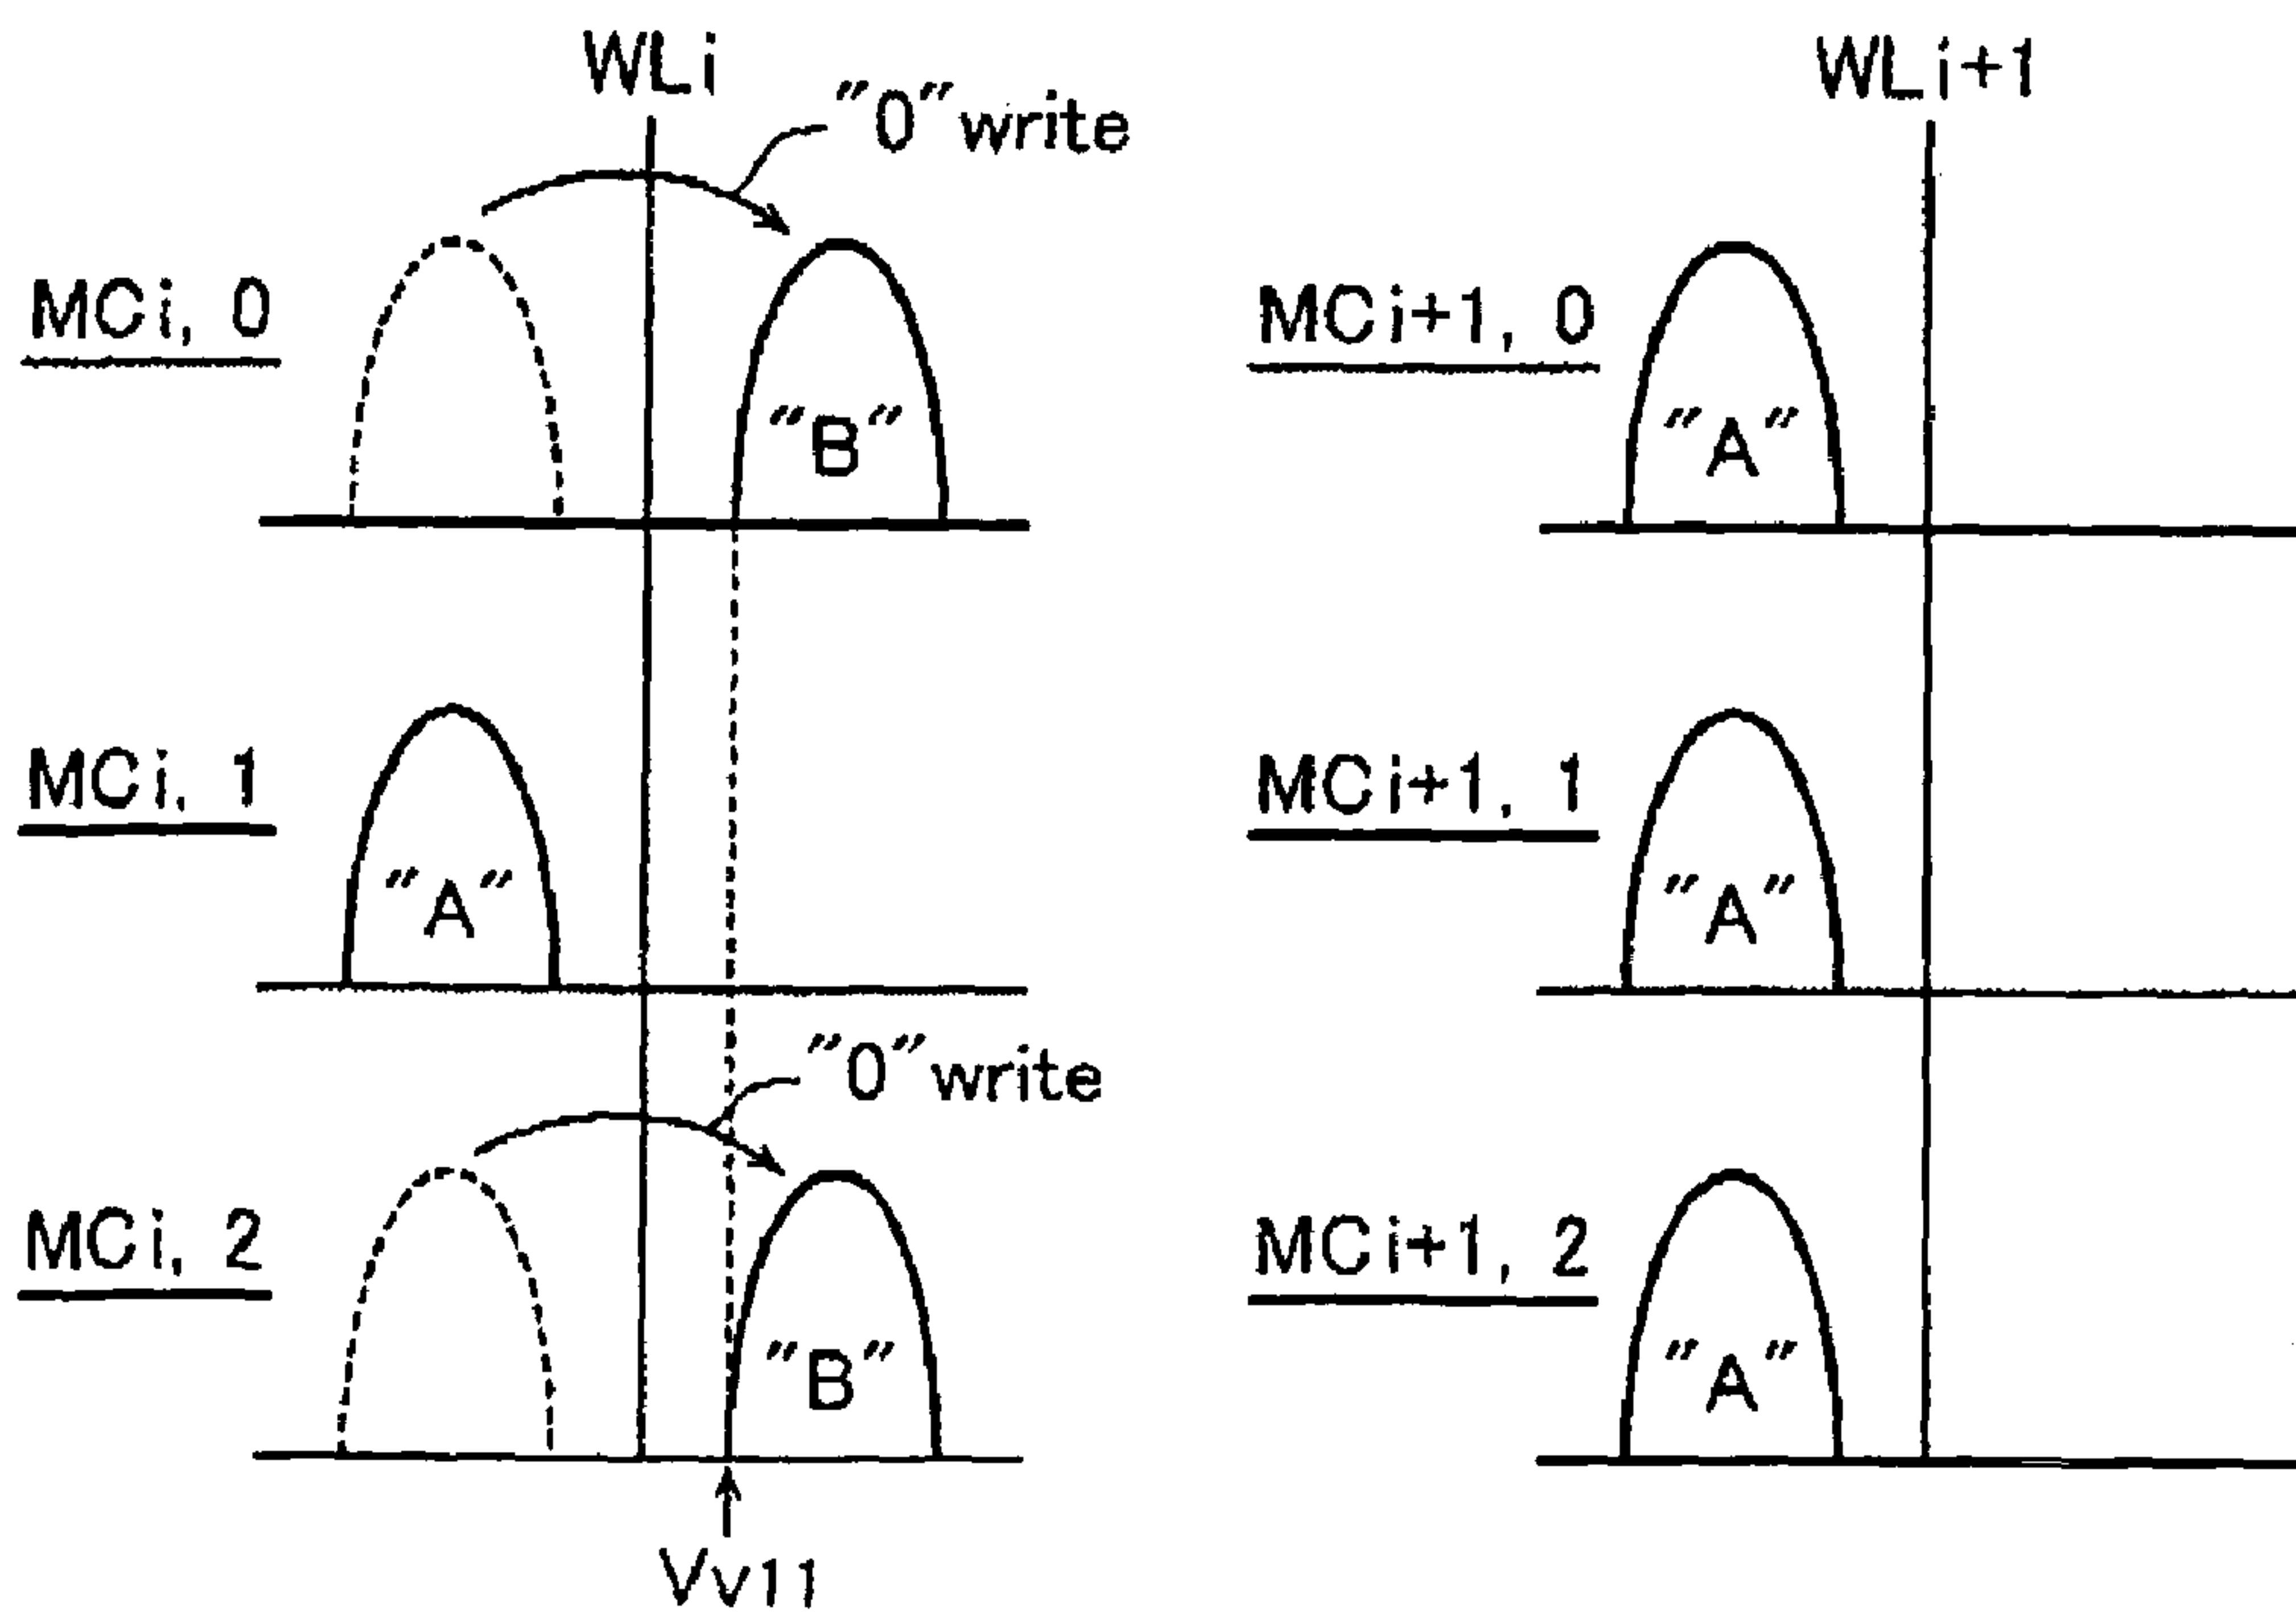 WLi
WLi+1
"0" write
MCi, 0
"B"
MCi+1, 0
"A"
MCi, 1
"A"
MCi+1, 1
"A"
"0" write
MCi, 2
"B"
MCi+1, 2
"A"
Vv11